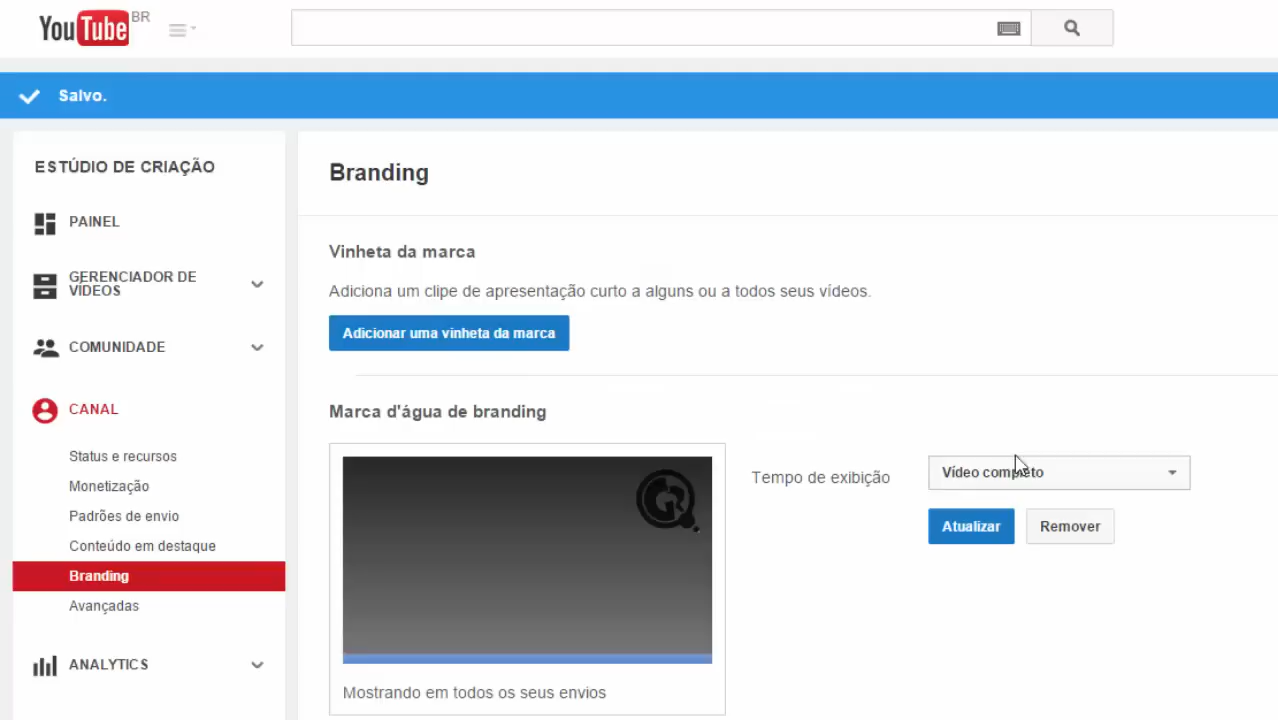 YouTube BR
Salvo.
ESTÚDIO DE CRIAÇÃO
PAINEL
GERENCIADOR DE
VÍDEOS
COMUNIDADE
CANAL
Status e recursos
Monetização
Padrões de envio
Conteúdo em destaque
Branding
Avançadas
ANALYTICS
Branding
Vinheta da marca
Adiciona um clipe de apresentação curto a alguns ou a todos seus vídeos.
Adicionar uma vinheta da marca
Marca d'água de branding
Mostrando em todos os seus envios
Tempo de exibição
Vídeo completo
Atualizar
Remover